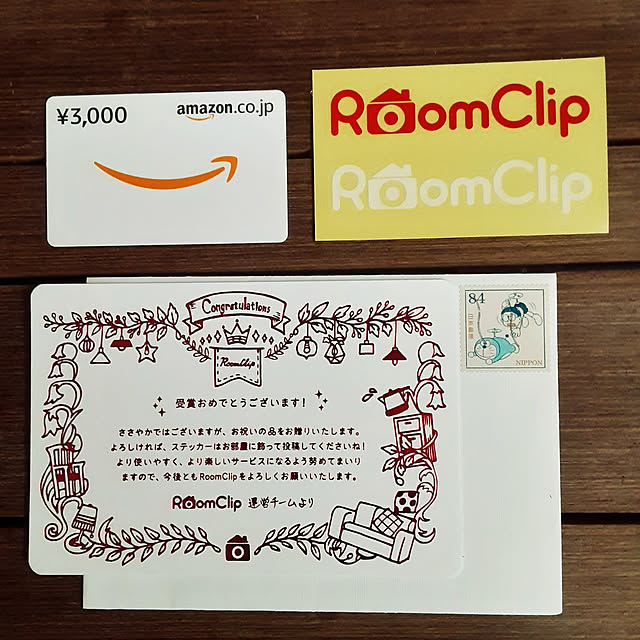 ¥3,000
amazon.co.jp
RoomClip
RoomClip
Congratulations
RoomClip
受賞おめでとうございます!
ささやかではございますが、お祝いの品をお贈りいたします。
よろしければ、ステッカーはお部屋に飾って投稿してくださいね!
より使いやすく、より楽しいサービスになるよう努めてまいり
ますので、今後ともRoomClipをよろしくお願いいたします。
RoomClip 運営チームより
84
日本郵便
NIPPON